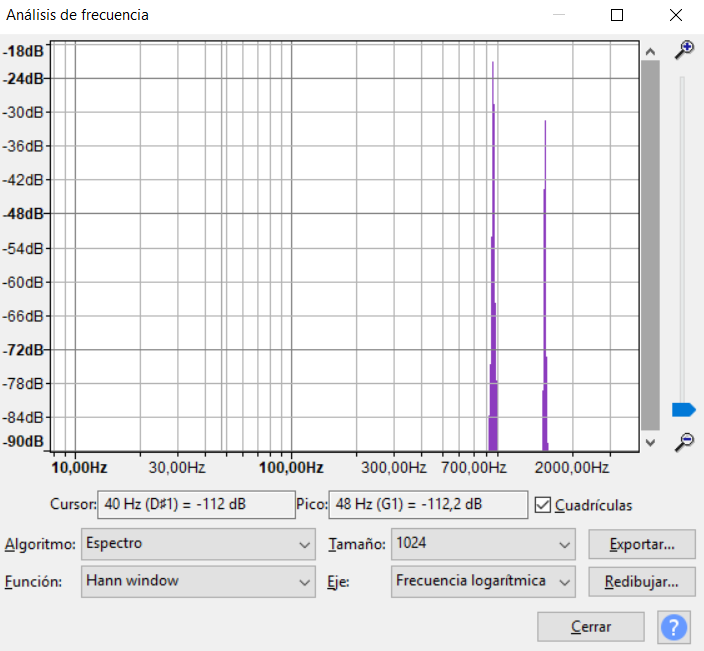 Análisis de frecuencia
-18dB
-24dB
-30dB
-36dB
-42dB
-48dB
-54dB
-60dB
-66dB
-72dB
-78dB
-84dB
-90dB
10,00Hz 30,00Hz 100,00Hz 300,00Hz 700,00Hz 2000,00Hz
Cursor: 40 Hz (D♯1) = -112 dB Pico: 48 Hz (G1) = -112,2 dB Cuadrículas
Algoritmo: Espectro Tamaño: 1024 Exportar...
Función: Hann window Eje: Frecuencia logarítmica Redibujar...
Cerrar ?